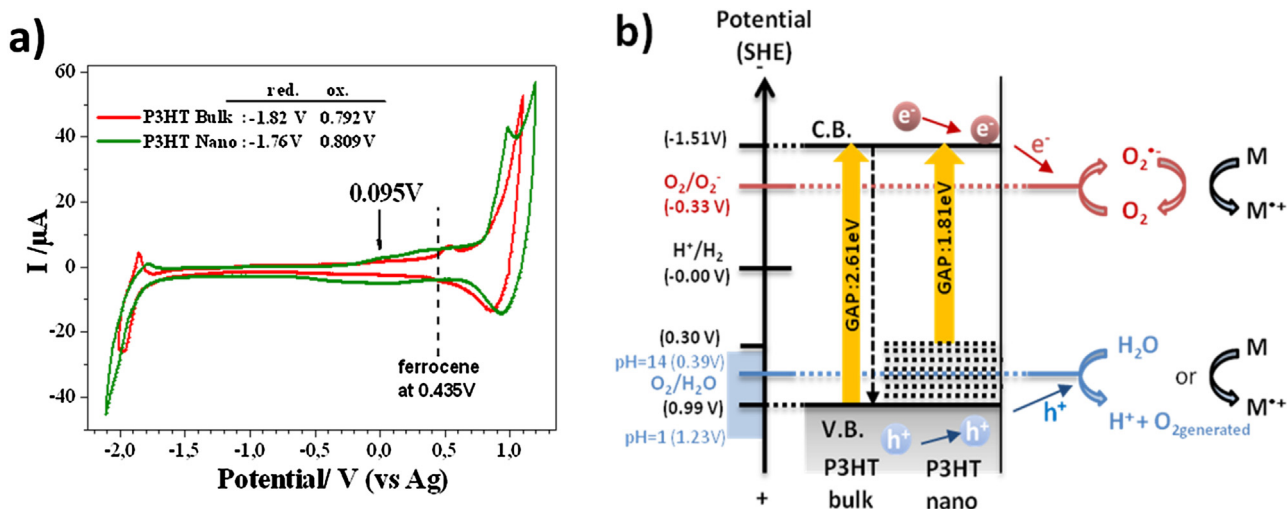 a)
red. ox.
P3HT Bulk : -1.82 V 0.792V
P3HT Nano : -1.76 V 0.809V
0.095V
ferrocene
at 0.435V
I /µA
60
40
20
0
-20
-40
-2,0 -1,5 -1,0 -0,5 0,0 0,5 1,0
Potential/ V (vs Ag)
b)
Potential
(SHE)
-
(-1.51V)
O₂/O₂⁻
(-0.33 V)
H⁺/H₂
(-0.00 V)
(0.30 V)
pH=14 (0.39V)
O₂/H₂O
(0.99 V)
pH=1 (1.23V)
+
C.B.
GAP:2.61eV
GAP:1.81eV
V.B.
h⁺ h⁺
P3HT P3HT
bulk nano
e⁻ e⁻
e⁻
O₂•⁻
O₂
M
M•⁺
h⁺
H₂O
H⁺ + O₂generated
or
M
M•⁺